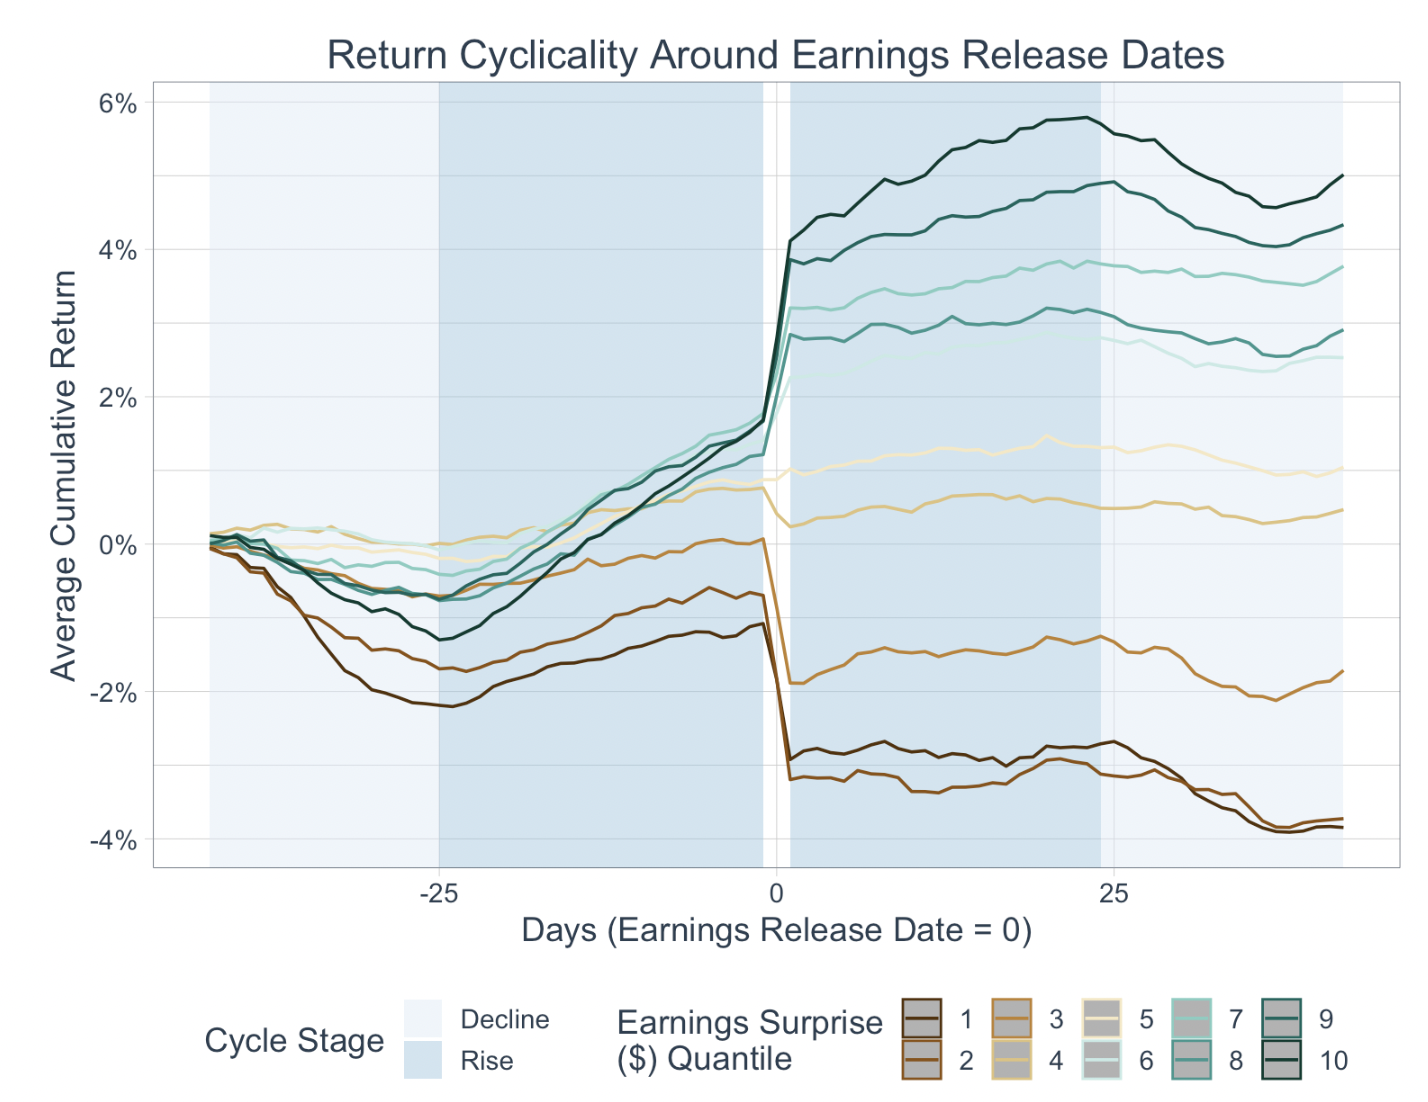 Return Cyclicality Around Earnings Release Dates
6%
4%
2%
0%
-2%
-4%
Average Cumulative Return
-25
0
25
Days (Earnings Release Date = 0)
Cycle Stage
Decline
Rise
Earnings Surprise
($) Quantile
1
2
3
4
5
6
7
8
9
10